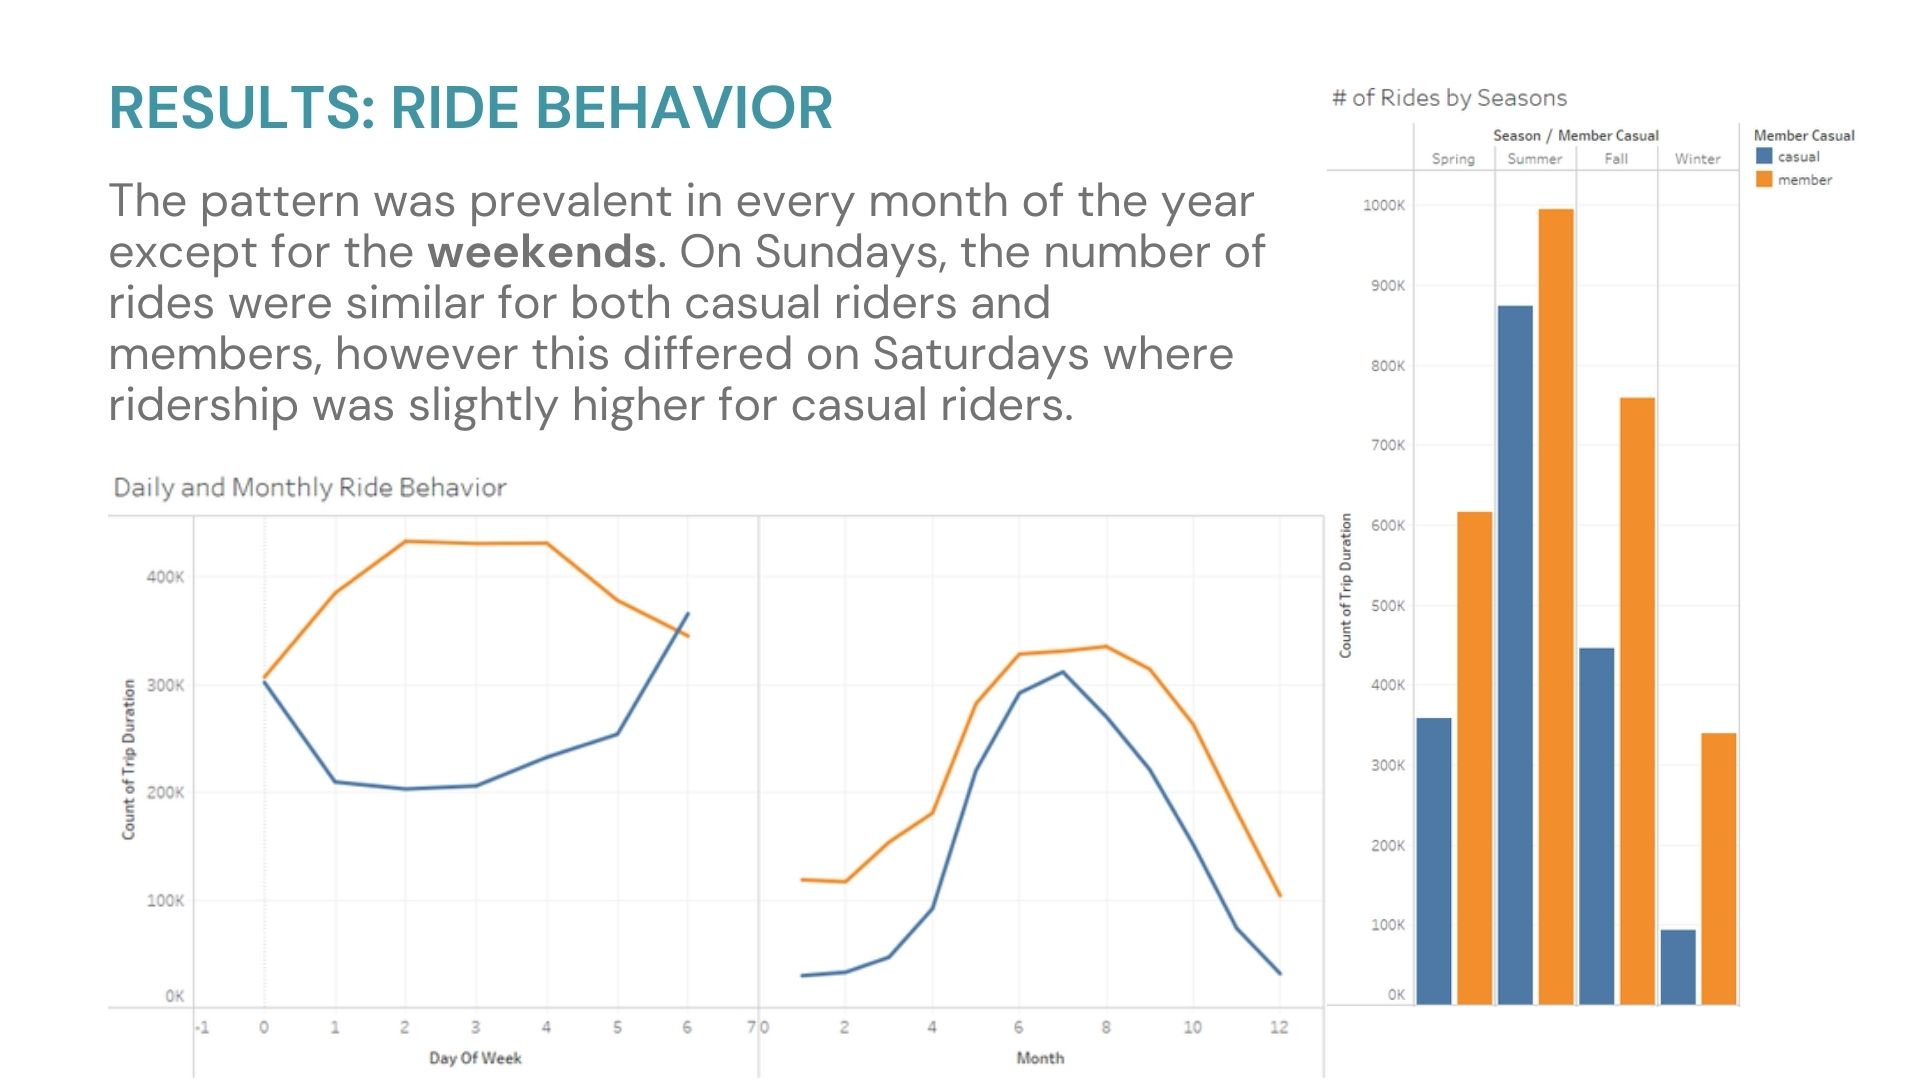 RESULTS: RIDE BEHAVIOR
The pattern was prevalent in every month of the year
except for the weekends. On Sundays, the number of
rides were similar for both casual riders and
members, however this differed on Saturdays where
ridership was slightly higher for casual riders.
Daily and Monthly Ride Behavior
Count of Trip Duration
400K
300K
200K
100K
0K
-1 0 1 2 3 4 5 6 7
Day Of Week
0 2 4 6 8 10 12
Month
# of Rides by Seasons
Season / Member Casual
Spring Summer Fall Winter
Count of Trip Duration
1000K
900K
800K
700K
600K
500K
400K
300K
200K
100K
0K
Member Casual
casual
member